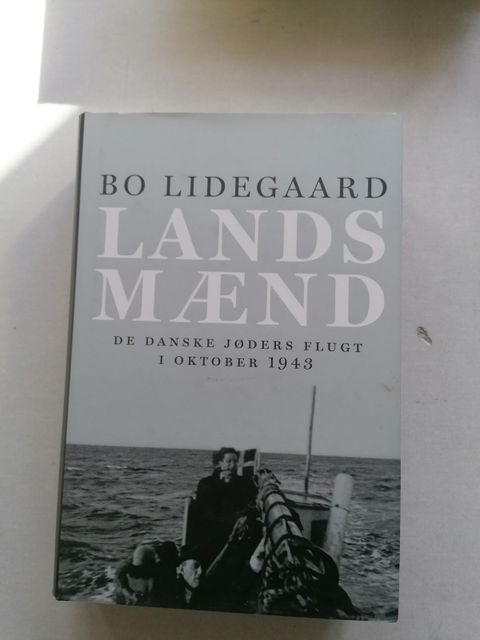 BO LIDEGAARD
LANDS
MÆND
DE DANSKE JØDERS FLUGT
I OKTOBER 1943